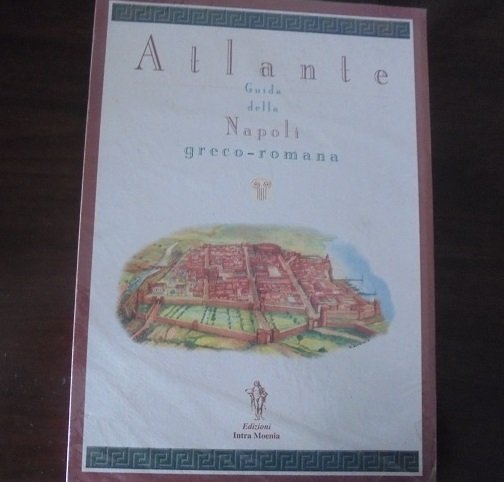 Atlante
Guida
della
Napoli
greco-romana
Edizioni
Intra Moenia